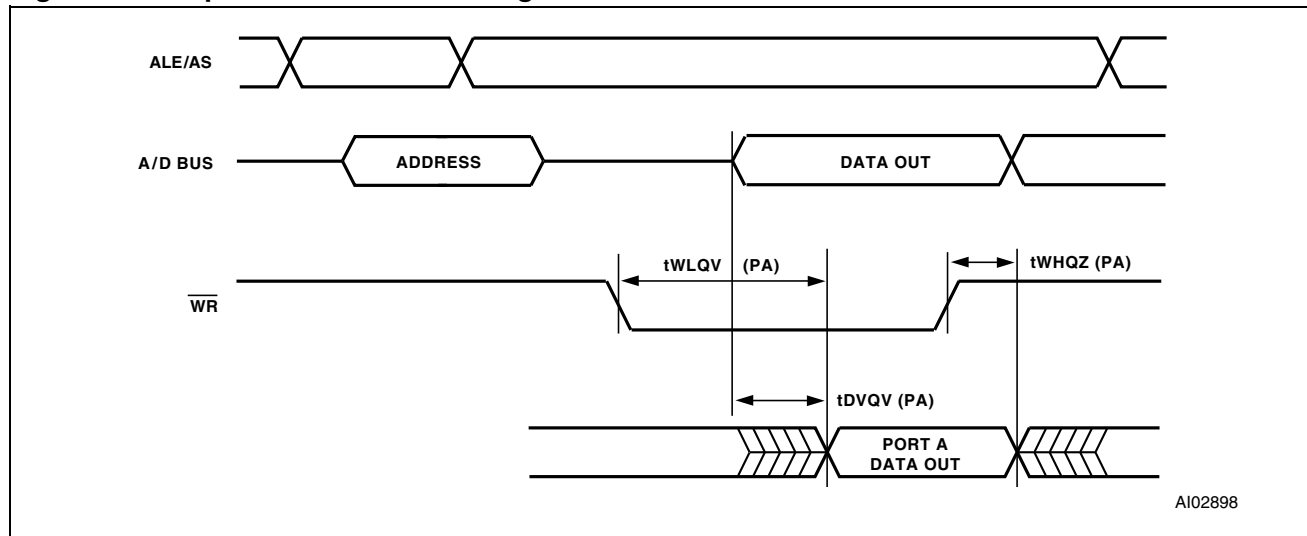 ALE/AS
A/D BUS
ADDRESS
DATA OUT
tWLQV (PA)
tWHQZ (PA)
WR
tDVQV (PA)
PORT A
DATA OUT
AI02898